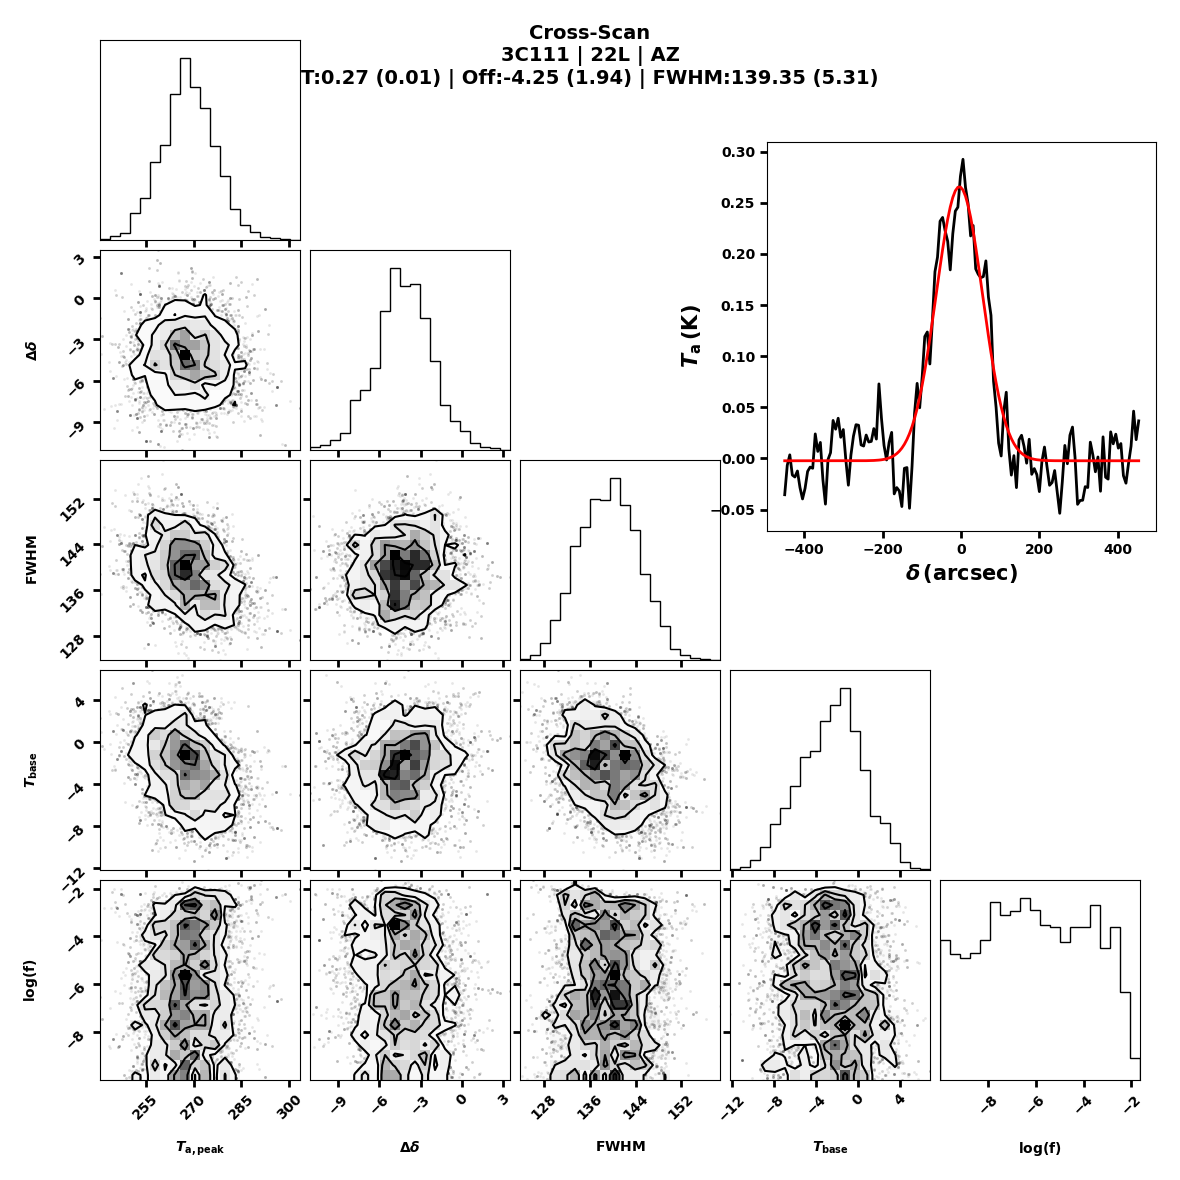 Cross-Scan
3C111 | 22L | AZ
T:0.27 (0.01) | Off:-4.25 (1.94) | FWHM:139.35 (5.31)
0.30
0.25
0.20
0.15
0.10
0.05
0.00
−0.05
Ta (K)
−400 −200 0 200 400
δ (arcsec)
3
0
−3
−6
−9
Δδ
152
144
136
128
FWHM
4
0
−4
−8
−12
Tbase
−2
−4
−6
−8
log(f)
255 270 285 300 −9 −6 −3 0 3 128 136 144 152 −12 −8 −4 0 4 −8 −6 −4 −2
Ta,peak Δδ FWHM Tbase log(f)